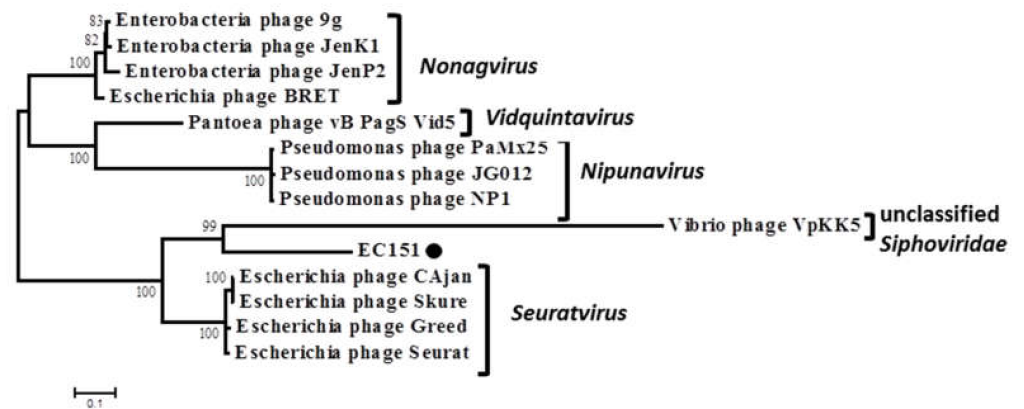 83
Enterobacteria phage 9g
82
Enterobacteria phage JenK1
100
Enterobacteria phage JenP2
Escherichia phage BRET
Nonagvirus
Pantoea phage vB PagS Vid5
Vidquintavirus
100
Pseudomonas phage PaMx25
Pseudomonas phage JG012
100
Pseudomonas phage NP1
Nipunavirus
99
Vibrio phage VpKK5
unclassified
Siphoviridae
EC151
100
100
Escherichia phage CAjan
Escherichia phage Skure
Escherichia phage Greed
100
Escherichia phage Seurat
Seuratvirus
0.1